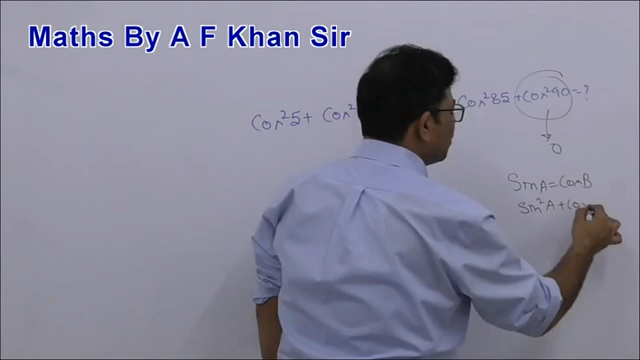 Maths By A F Khan Sir
Cos²5 + Cos² Cos²85 + Cos²90 = ?
0
SinA = CosB
Sin²A + Cos